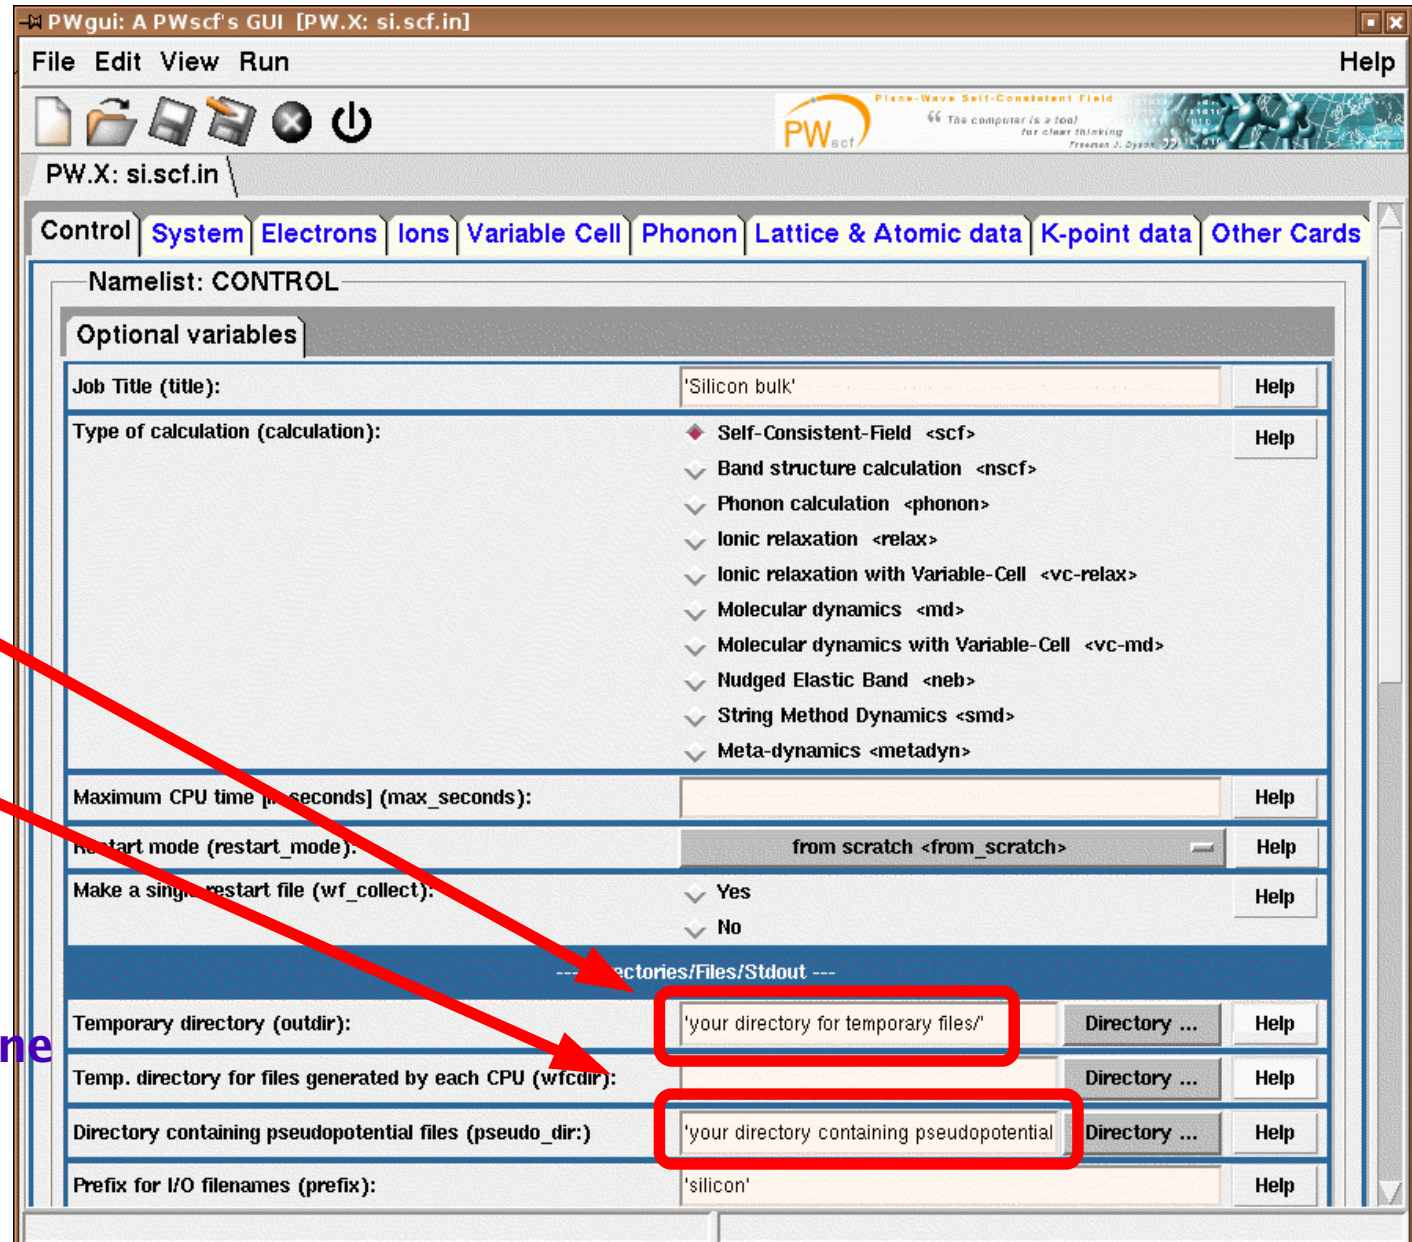 PWgui: A PWscf's GUI [PW.X: si.scf.in]
File Edit View Run Help
PWscf
Plane-Wave Self-Consistent Field
“ The computer is a tool
for clear thinking
Freeman J. Dyson ”
PW.X: si.scf.in
Control System Electrons Ions Variable Cell Phonon Lattice & Atomic data K-point data Other Cards
Namelist: CONTROL
Optional variables
Job Title (title): 'Silicon bulk' Help
Type of calculation (calculation): Self-Consistent-Field <scf> Help
Band structure calculation <nscf>
Phonon calculation <phonon>
Ionic relaxation <relax>
Ionic relaxation with Variable-Cell <vc-relax>
Molecular dynamics <md>
Molecular dynamics with Variable-Cell <vc-md>
Nudged Elastic Band <neb>
String Method Dynamics <smd>
Meta-dynamics <metadyn>
Maximum CPU time [in seconds] (max_seconds): Help
Restart mode (restart_mode): from scratch <from_scratch> Help
Make a single restart file (wf_collect): Yes Help
No
--- Directories/Files/Stdout ---
Temporary directory (outdir): 'your directory for temporary files/' Directory ... Help
ne
Temp. directory for files generated by each CPU (wfcdir): Directory ... Help
Directory containing pseudopotential files (pseudo_dir:) 'your directory containing pseudopotential Directory ... Help
Prefix for I/O filenames (prefix): 'silicon' Help